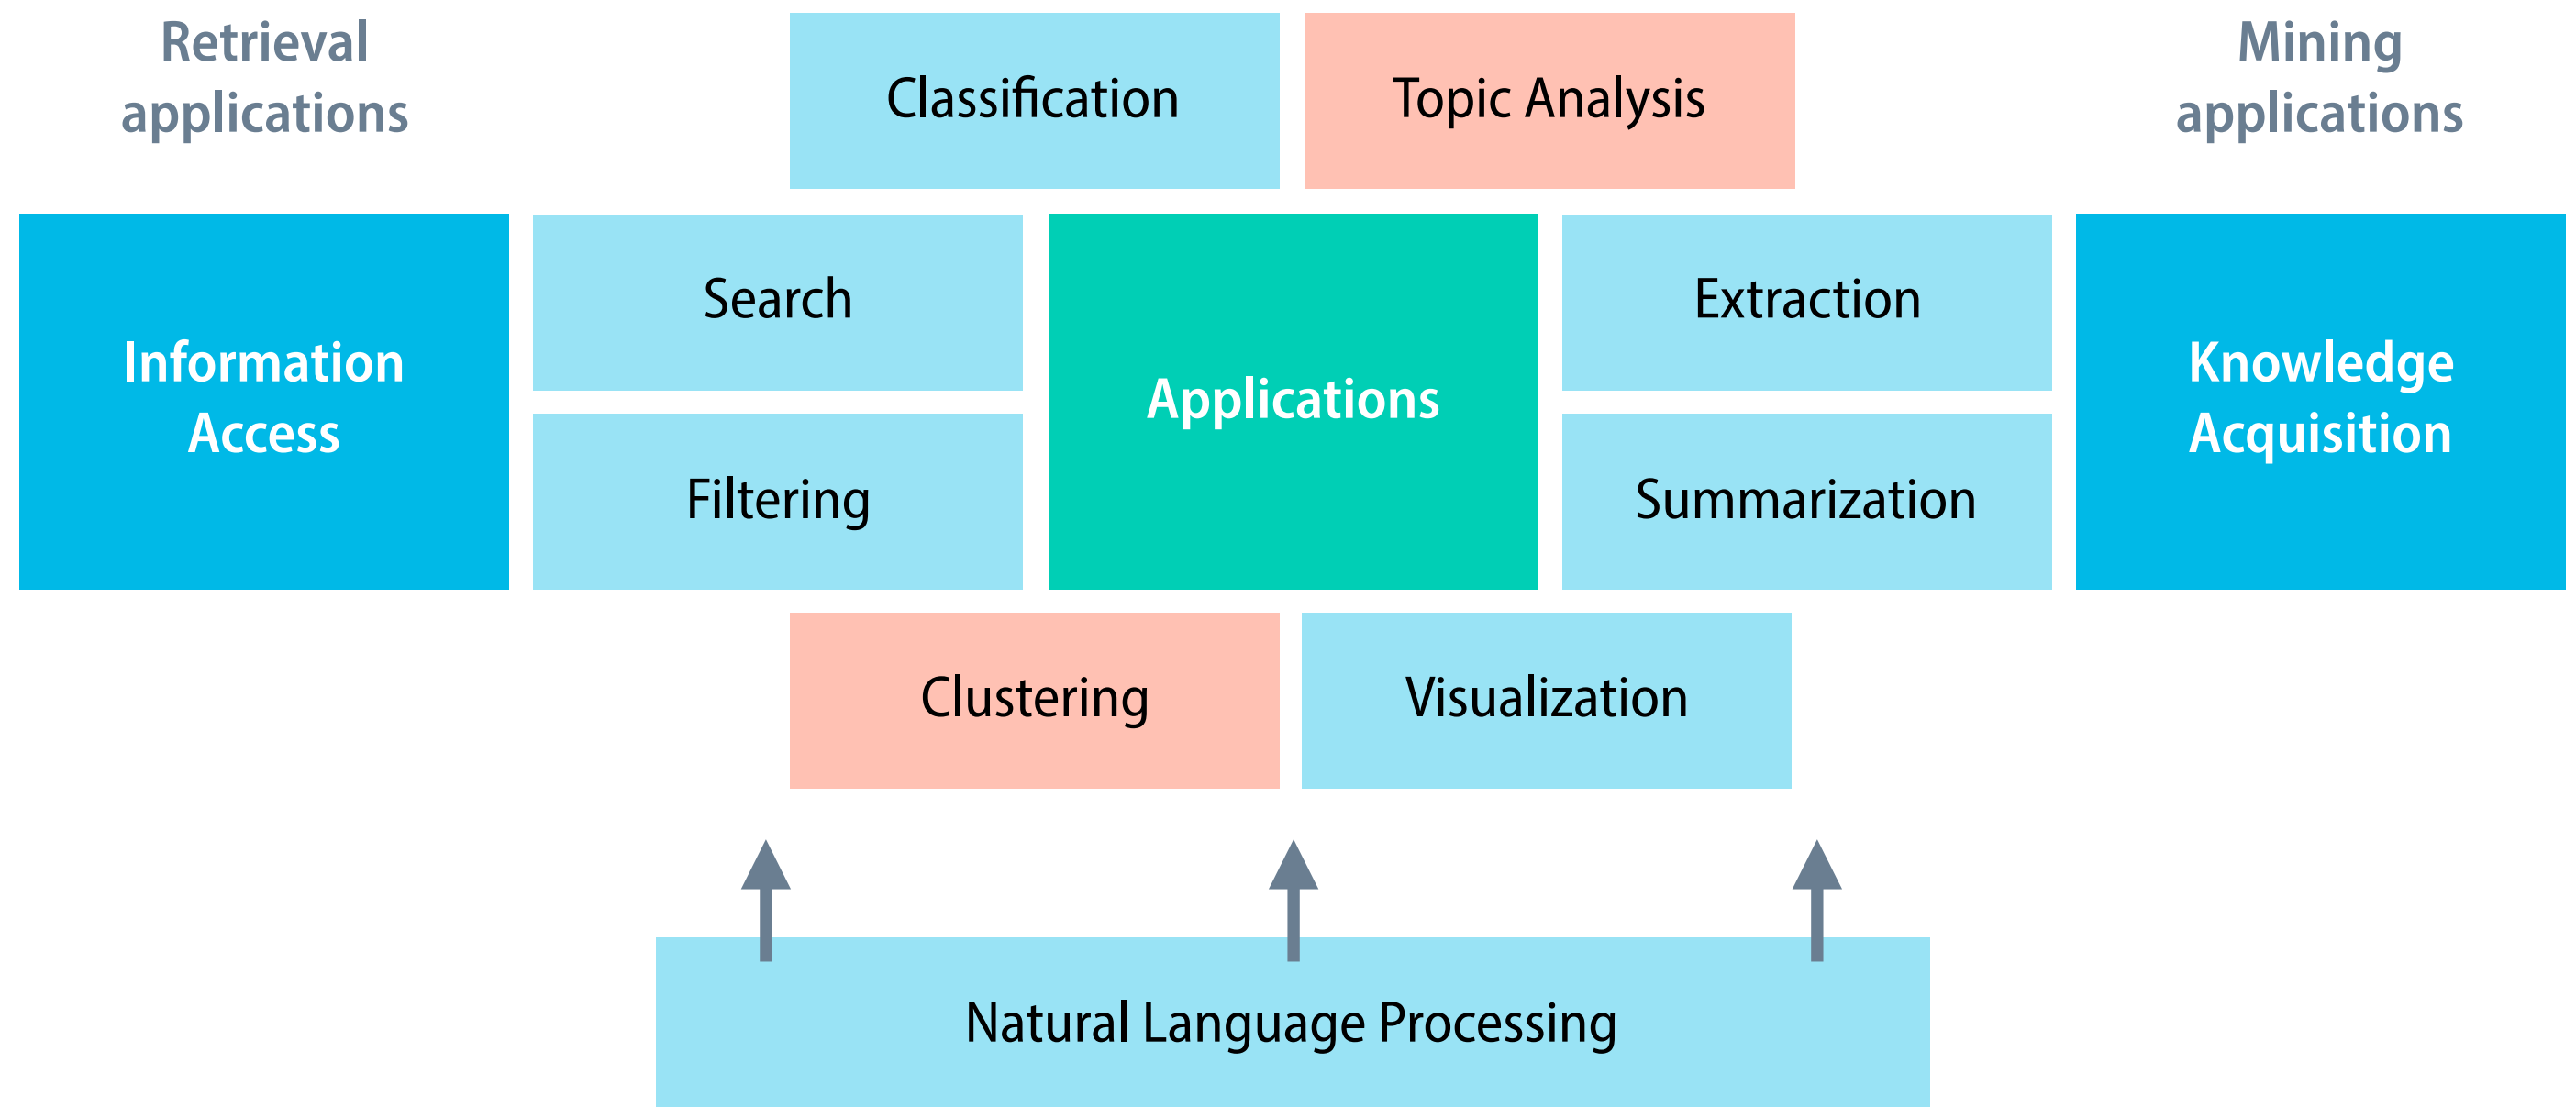 Retrieval
applications
Classification
Topic Analysis
Mining
applications
Information
Access
Search
Filtering
Applications
Extraction
Summarization
Knowledge
Acquisition
Clustering
Visualization
Natural Language Processing